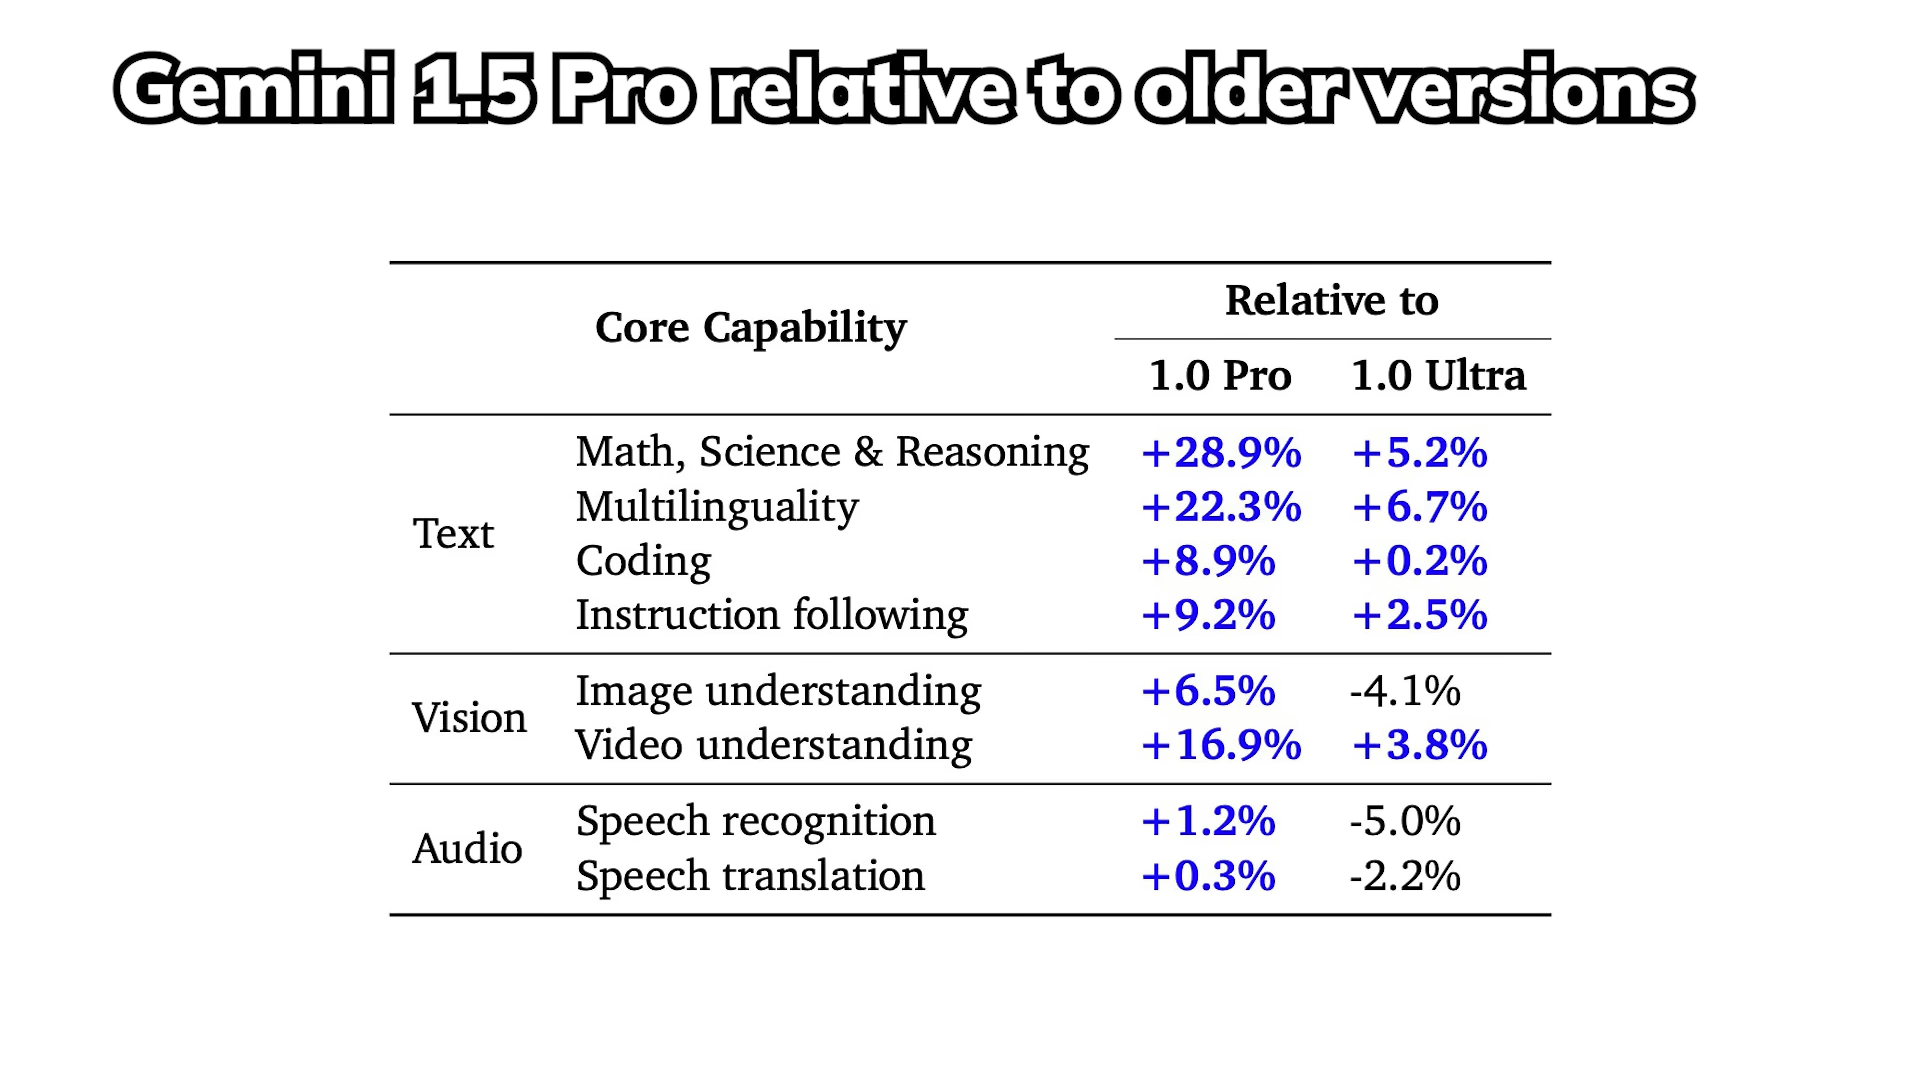 Gemini 1.5 Pro relative to older versions
Core Capability
Relative to
1.0 Pro 1.0 Ultra
Text
Math, Science & Reasoning +28.9% +5.2%
Multilinguality +22.3% +6.7%
Coding +8.9% +0.2%
Instruction following +9.2% +2.5%
Vision
Image understanding +6.5% -4.1%
Video understanding +16.9% +3.8%
Audio
Speech recognition +1.2% -5.0%
Speech translation +0.3% -2.2%